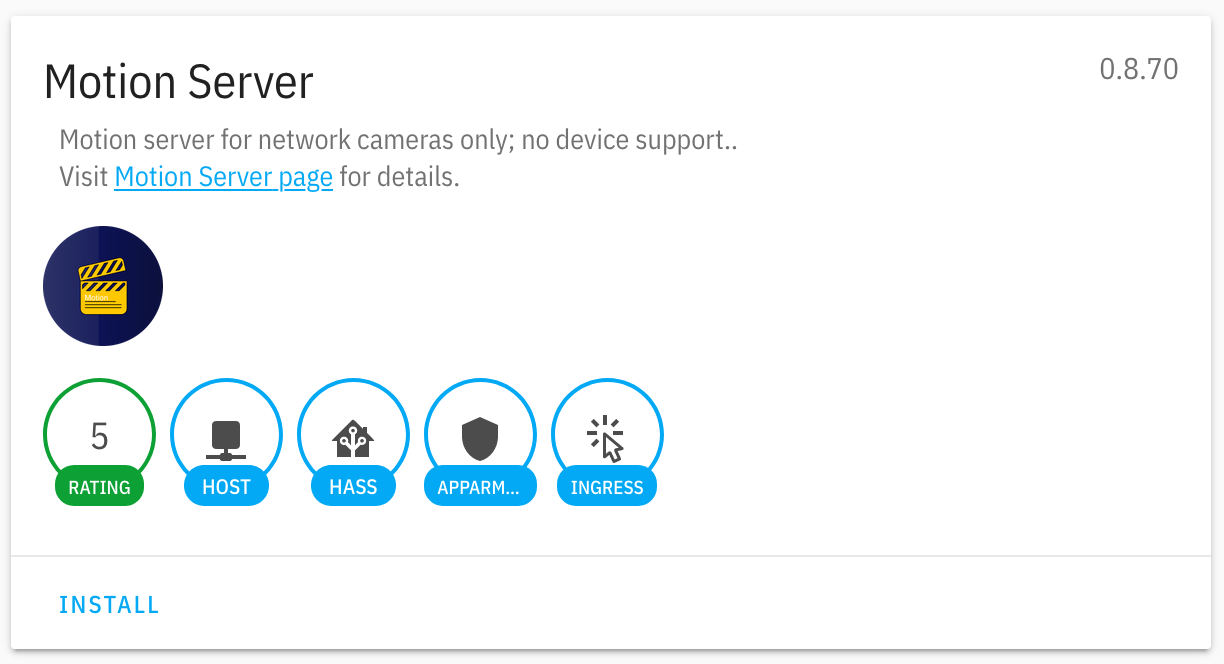 Motion Server
0.8.70
Motion server for network cameras only; no device support..
Visit Motion Server page for details.
Motion
5
RATING
HOST
HASS
APPARM...
INGRESS
INSTALL